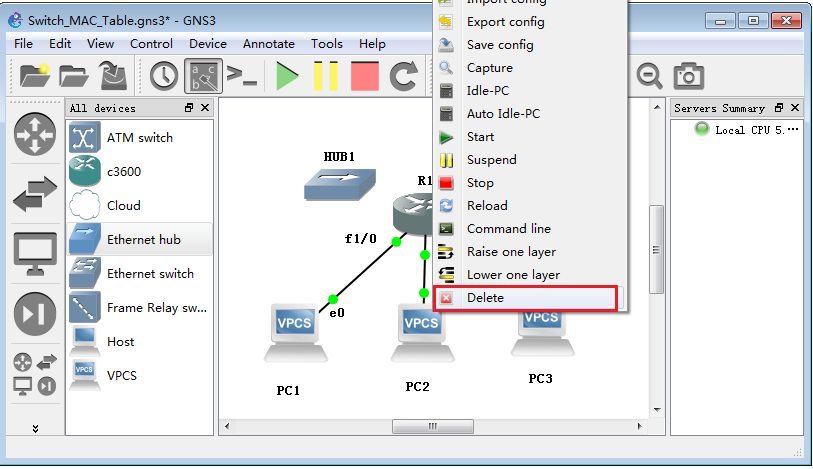 Switch_MAC_Table.gns3* - GNS3
File Edit View Control Device Annotate Tools Help
All devices
ATM switch
c3600
Cloud
Ethernet hub
Ethernet switch
Frame Relay sw...
Host
VPCS
HUB1
R1
f1/0
e0
VPCS
VPCS
VPCS
PC1
PC2
PC3
Import config
Export config
Save config
Capture
Idle-PC
Auto Idle-PC
Start
Suspend
Stop
Reload
Command line
Raise one layer
Lower one layer
Delete
Servers Summary
Local CPU 5.…